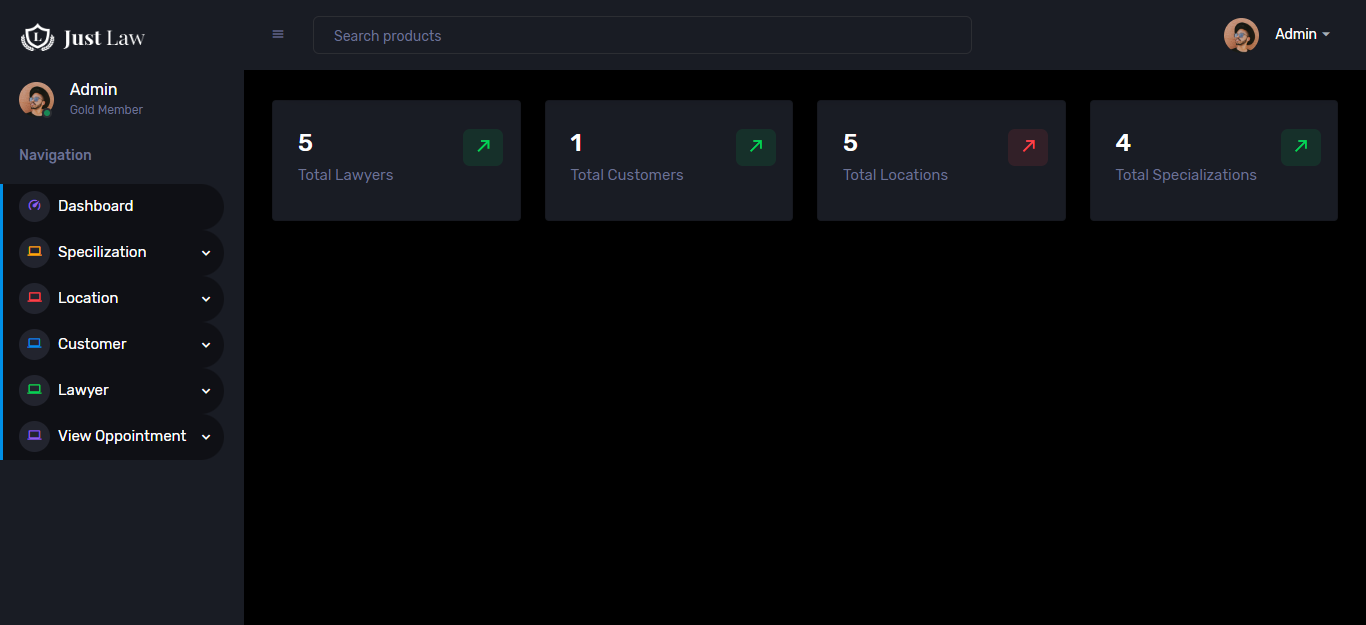 L
Just Law
Search products
Admin
Admin
Gold Member
Navigation
Dashboard
Specilization
Location
Customer
Lawyer
View Oppointment
5
Total Lawyers
1
Total Customers
5
Total Locations
4
Total Specializations